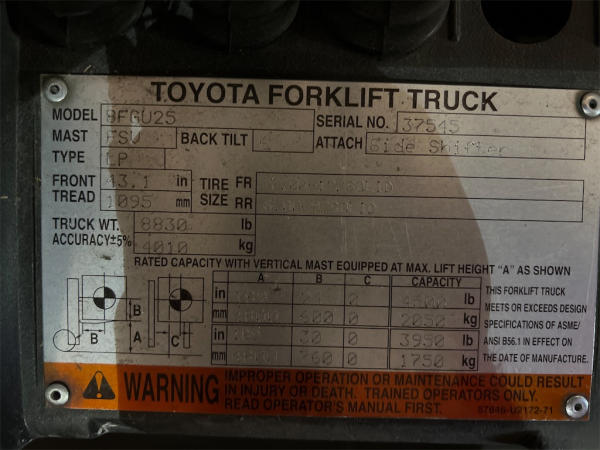 TOYOTA FORKLIFT TRUCK
MODEL 8FGU25 SERIAL NO. 37545
MAST FSV BACK TILT ATTACH Side Shifter
TYPE LP
FRONT TREAD 43.1 in 1095 mm
TIRE SIZE FR RR
TRUCK WT. 8830 lb
ACCURACY±5% 4010 kg
RATED CAPACITY WITH VERTICAL MAST EQUIPPED AT MAX. LIFT HEIGHT "A" AS SHOWN
A B C CAPACITY
in 0 4500 lb
mm 600 0 2050 kg
in 30 0 3950 lb
mm 760 0 1750 kg
B A B C
THIS FORKLIFT TRUCK
MEETS OR EXCEEDS DESIGN
SPECIFICATIONS OF ASME/
ANSI B56.1 IN EFFECT ON
THE DATE OF MANUFACTURE.
WARNING
IMPROPER OPERATION OR MAINTENANCE COULD RESULT
IN INJURY OR DEATH. TRAINED OPERATORS ONLY.
READ OPERATOR'S MANUAL FIRST.
57846-U2172-71